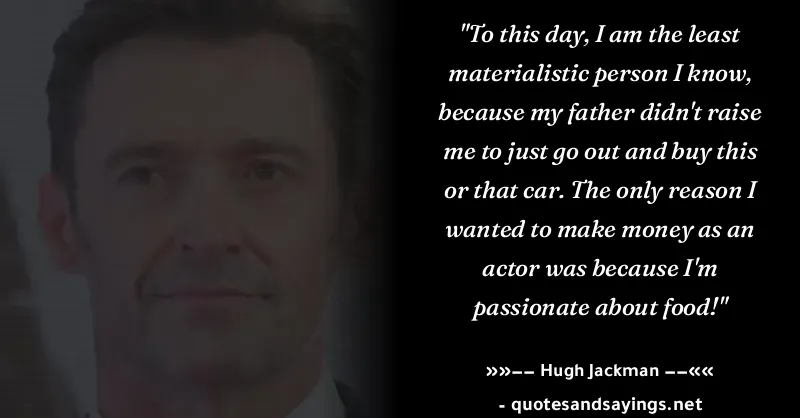 "To this day, I am the least
materialistic person I know,
because my father didn't raise
me to just go out and buy this
or that car. The only reason I
wanted to make money as an
actor was because I'm
passionate about food!"
»»−− Hugh Jackman −−««
- quotesandsayings.net